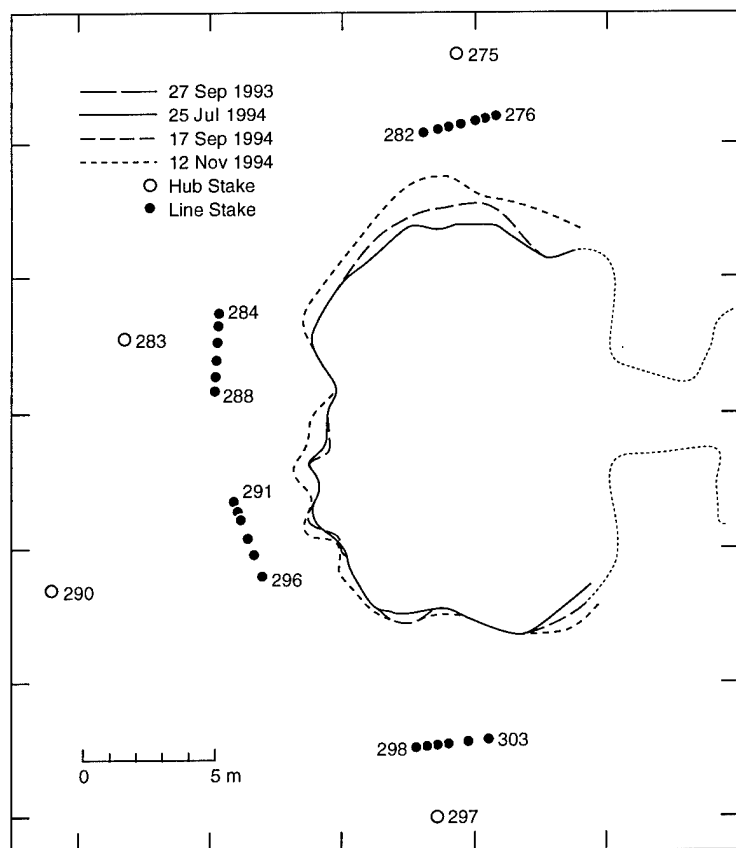 275
27 Sep 1993
25 Jul 1994
17 Sep 1994
12 Nov 1994
Hub Stake
Line Stake
276
282
284
283
288
291
290
296
298
303
0 5 m
297